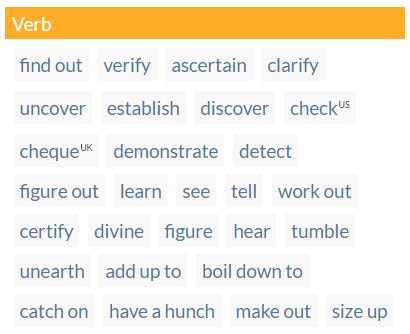 Verb
find out verify ascertain clarify
uncover establish discover check US
cheque UK demonstrate detect
figure out learn see tell work out
certify divine figure hear tumble
unearth add up to boil down to
catch on have a hunch make out size up